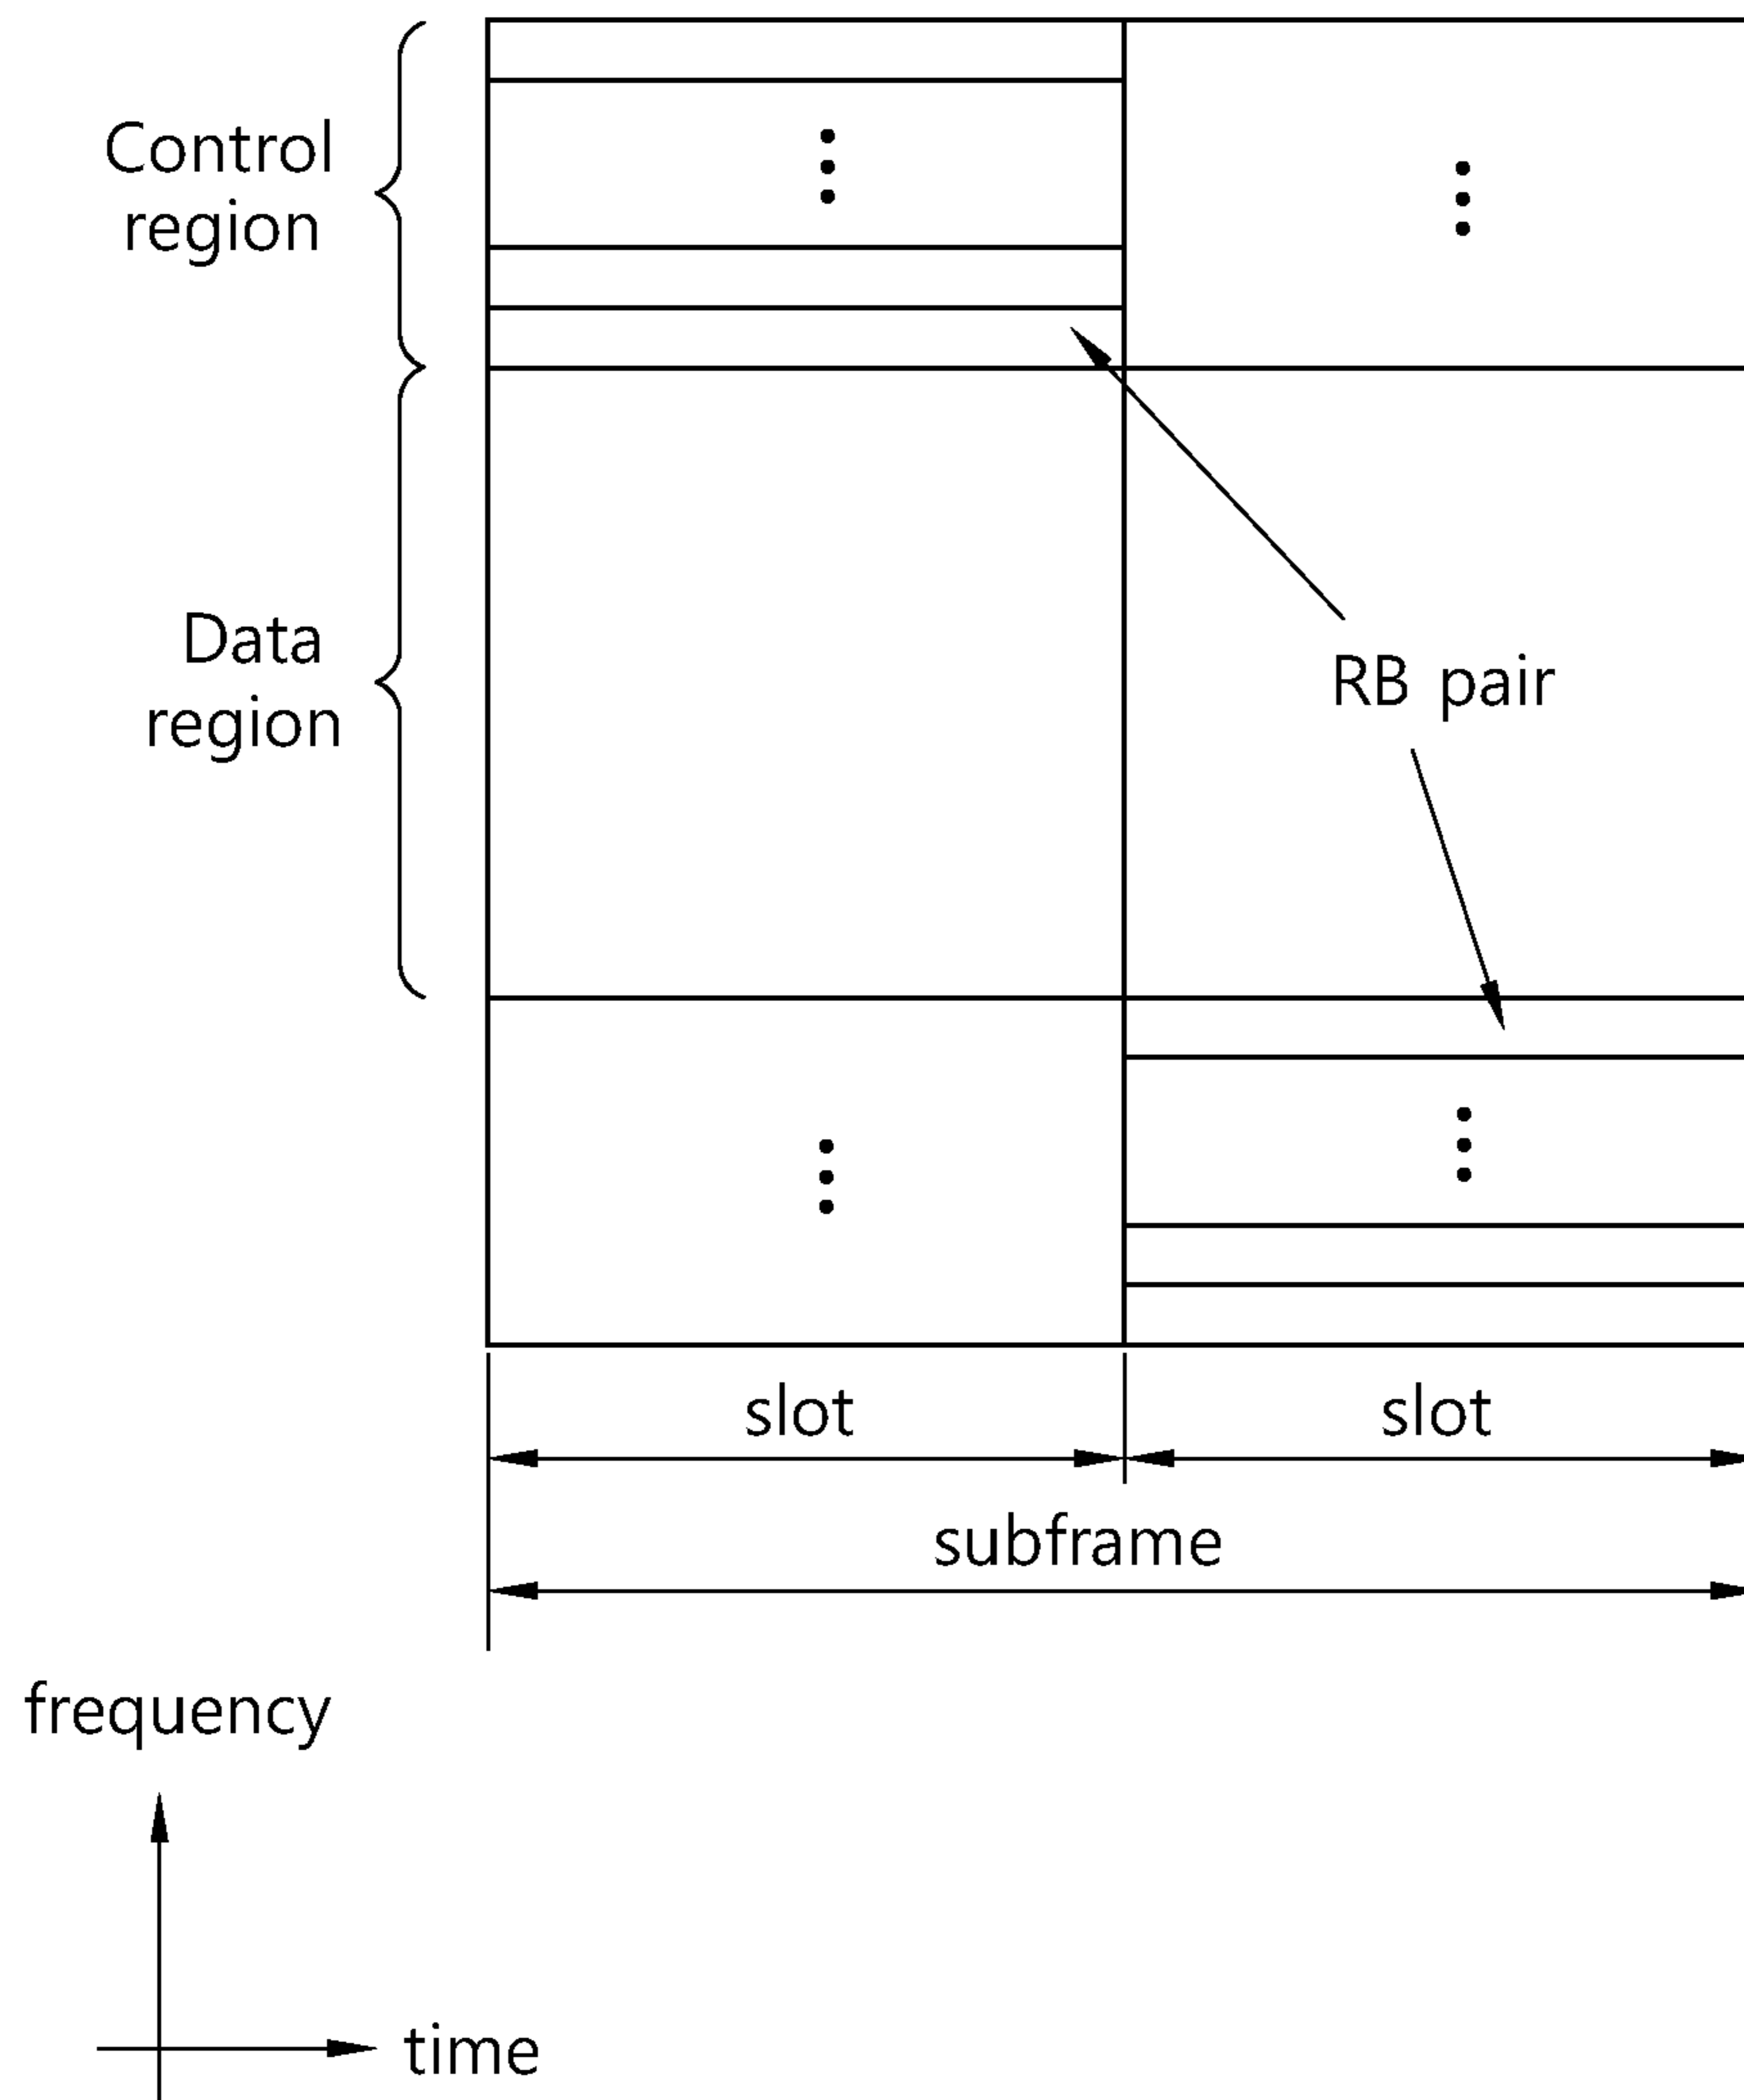 Control
region
Data
region
RB pair
slot
slot
subframe
frequency
time